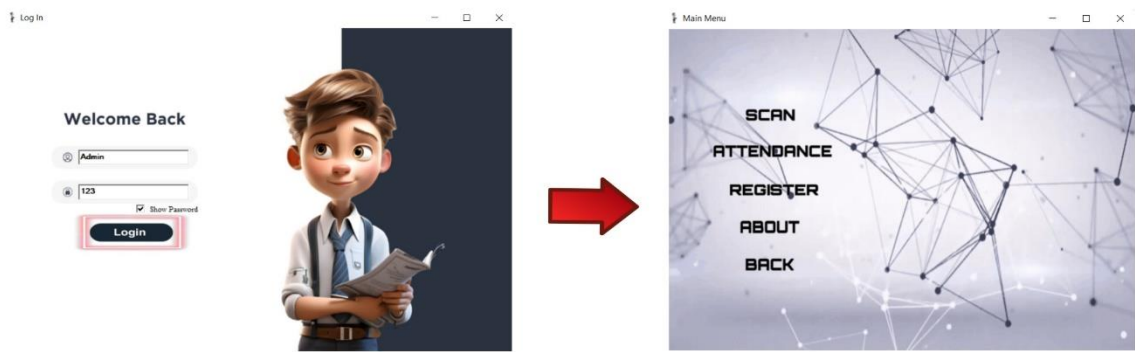 Log In
Welcome Back
Admin
123
Show Password
Login
Main Menu
SCAN
ATTENDANCE
REGISTER
ABOUT
BACK